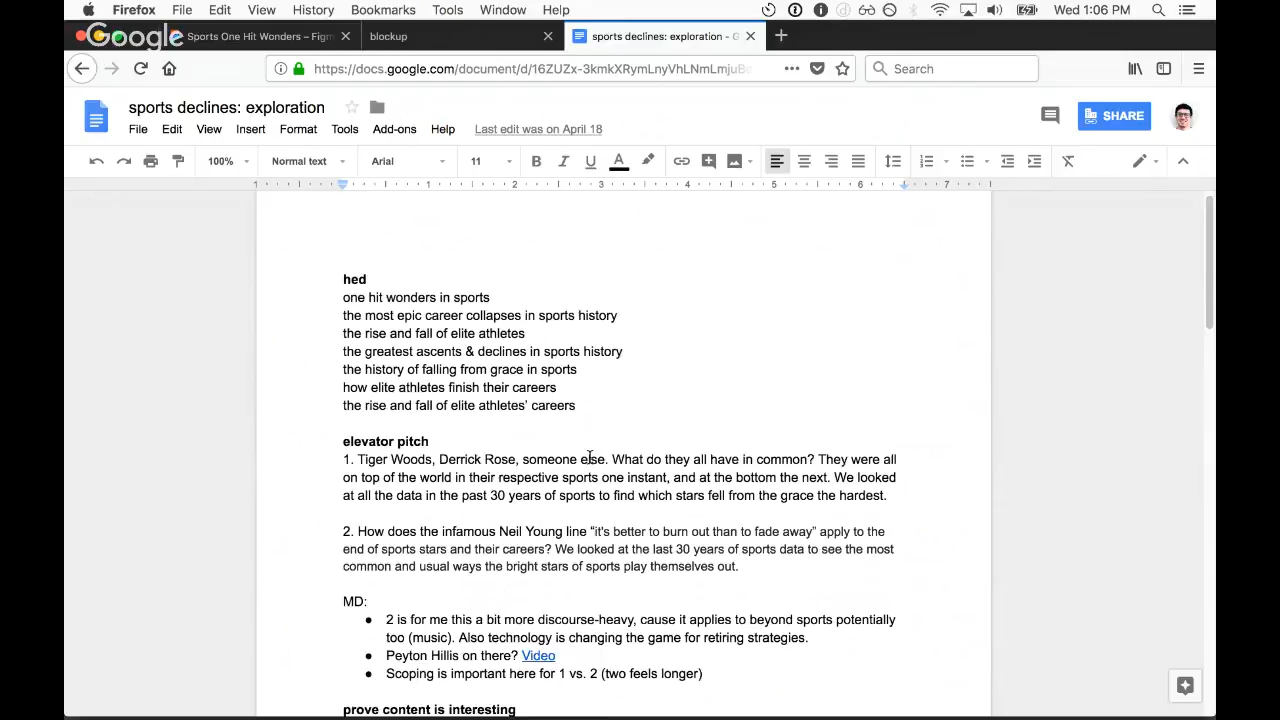 Firefox File Edit View History Bookmarks Tools Window Help Wed 1:06 PM
Google Sports One Hit Wonders – Figm blockup sports declines: exploration - G
https://docs.google.com/document/d/16ZUZx-3kmkXRymLnyVhLNmLmjuB Search
sports declines: exploration
File Edit View Insert Format Tools Add-ons Help Last edit was on April 18
SHARE
100% Normal text Arial 11 B I U A
1 1 2 3 4 5 6 7
hed
one hit wonders in sports
the most epic career collapses in sports history
the rise and fall of elite athletes
the greatest ascents & declines in sports history
the history of falling from grace in sports
how elite athletes finish their careers
the rise and fall of elite athletes’ careers
elevator pitch
1. Tiger Woods, Derrick Rose, someone else. What do they all have in common? They were all
on top of the world in their respective sports one instant, and at the bottom the next. We looked
at all the data in the past 30 years of sports to find which stars fell from the grace the hardest.
2. How does the infamous Neil Young line “it's better to burn out than to fade away” apply to the
end of sports stars and their careers? We looked at the last 30 years of sports data to see the most
common and usual ways the bright stars of sports play themselves out.
MD:
● 2 is for me this a bit more discourse-heavy, cause it applies to beyond sports potentially
too (music). Also technology is changing the game for retiring strategies.
● Peyton Hillis on there? Video
● Scoping is important here for 1 vs. 2 (two feels longer)
prove content is interesting